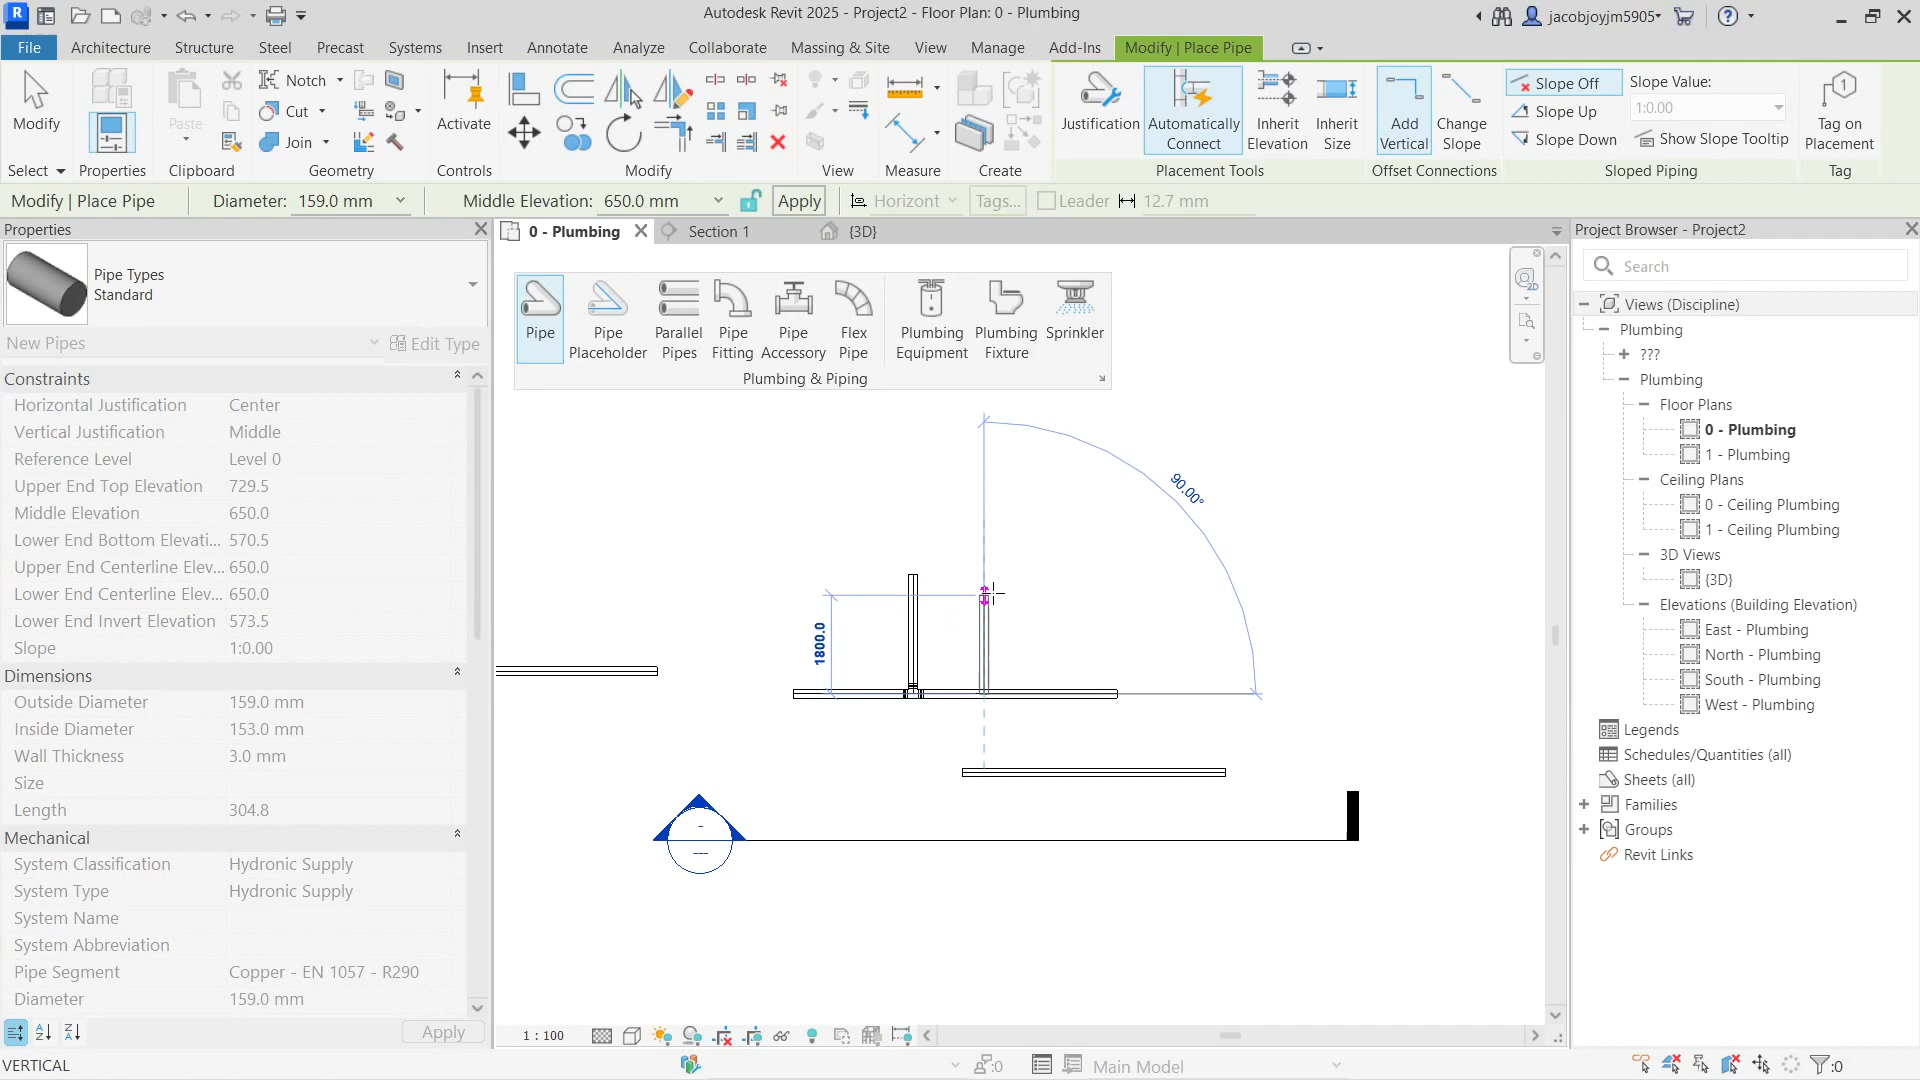 Autodesk Revit 2025 - Project2 - Floor Plan: 0 - Plumbing
jacobjoyjm5905
File Architecture Structure Steel Precast Systems Insert Annotate Analyze Collaborate Massing & Site View Manage Add-Ins Modify | Place Pipe
Modify
Paste
Notch
Cut
Join
Activate
Justification
Automatically Connect
Inherit Elevation
Inherit Size
Add Vertical
Change Slope
Slope Off
Slope Up
Slope Down
Slope Value:
1:0.00
Show Slope Tooltip
Tag on Placement
Select Properties Clipboard Geometry Controls Modify View Measure Create Placement Tools Offset Connections Sloped Piping Tag
Modify | Place Pipe Diameter: 159.0 mm Middle Elevation: 650.0 mm Apply Horizont Tags... Leader 12.7 mm
Properties
Pipe Types
Standard
New Pipes Edit Type
Constraints
Horizontal Justification Center
Vertical Justification Middle
Reference Level Level 0
Upper End Top Elevation 729.5
Middle Elevation 650.0
Lower End Bottom Elevati... 570.5
Upper End Centerline Elev... 650.0
Lower End Centerline Elev... 650.0
Lower End Invert Elevation 573.5
Slope 1:0.00
Dimensions
Outside Diameter 159.0 mm
Inside Diameter 153.0 mm
Wall Thickness 3.0 mm
Size
Length 304.8
Mechanical
System Classification Hydronic Supply
System Type Hydronic Supply
System Name
System Abbreviation
Pipe Segment Copper - EN 1057 - R290
Diameter 159.0 mm
Apply
VERTICAL
0 - Plumbing Section 1 {3D}
Pipe
Pipe Placeholder
Parallel Pipes
Pipe Fitting
Pipe Accessory
Flex Pipe
Plumbing Equipment
Plumbing Fixture
Sprinkler
Plumbing & Piping
2D
90.00°
1800.0
1 : 100
:0
Main Model
:0
Project Browser - Project2
Search
Views (Discipline)
Plumbing
???
Plumbing
Floor Plans
0 - Plumbing
1 - Plumbing
Ceiling Plans
0 - Ceiling Plumbing
1 - Ceiling Plumbing
3D Views
{3D}
Elevations (Building Elevation)
East - Plumbing
North - Plumbing
South - Plumbing
West - Plumbing
Legends
Schedules/Quantities (all)
Sheets (all)
Families
Groups
Revit Links